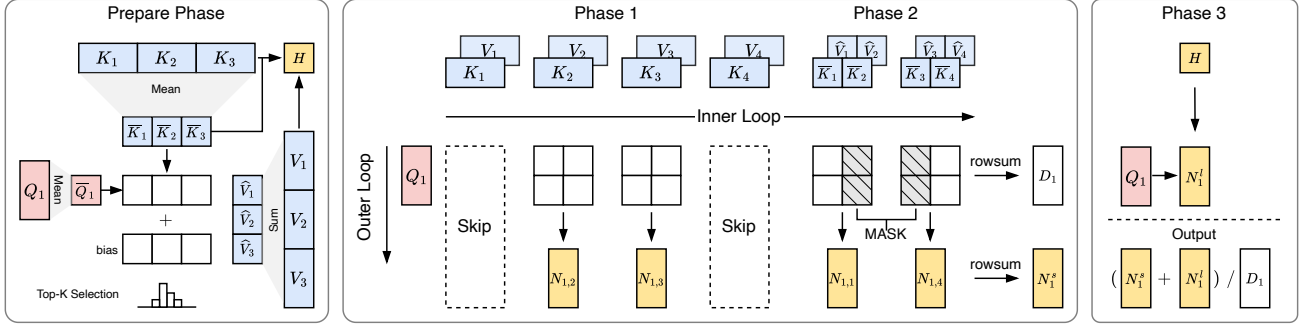 Prepare Phase
K₁ K₂ K₃ H
Mean
K̅₁ K̅₂ K̅₃
Q₁ Mean Q̅₁
+
bias
V̂₁
V̂₂
V̂₃
Sum
V₁
V₂
V₃
Top-K Selection
Phase 1
Phase 2
V₁ V₂ V₃ V₄ V̂₁ V̂₂ V̂₃ V̂₄
K₁ K₂ K₃ K₄ K̅₁ K̅₂ K̅₃ K̅₄
Inner Loop
Outer Loop
Q₁
Skip
Skip
MASK
rowsum
D₁
N₁,₂ N₁,₃ N₁,₁ N₁,₄
rowsum
N₁ˢ
Phase 3
H
Q₁ N₁ˡ
Output
( N₁ˢ + N₁ˡ ) / D₁